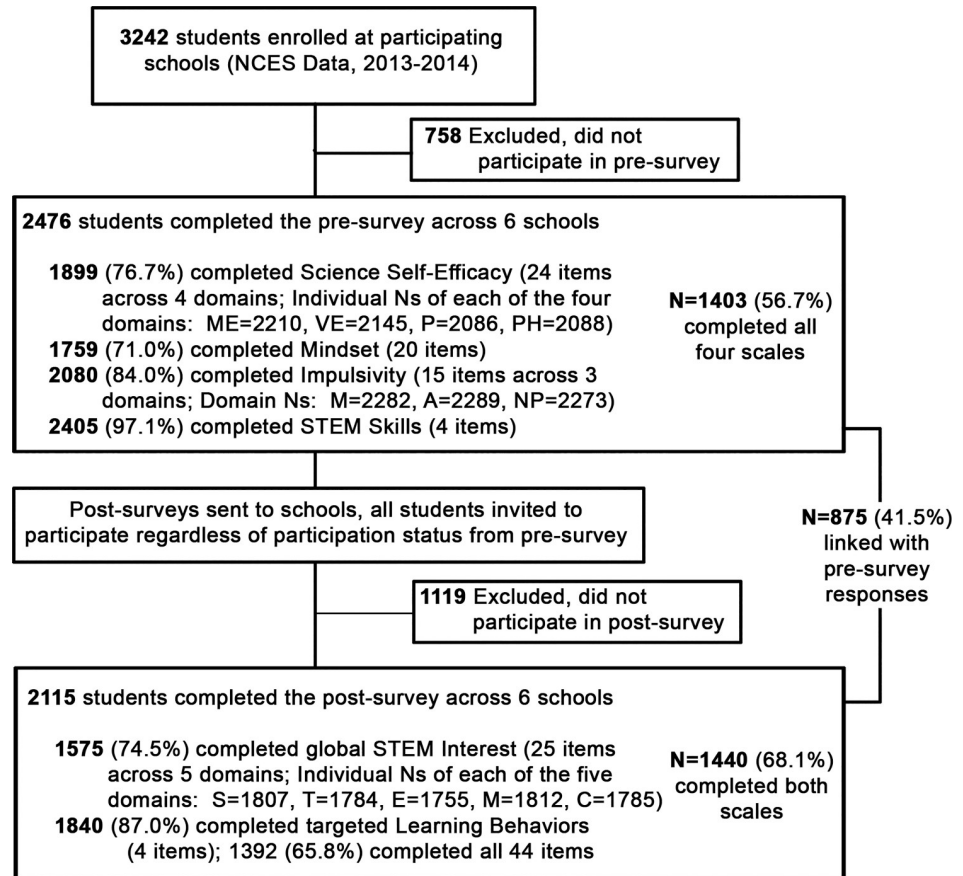 3242 students enrolled at participating
schools (NCES Data, 2013-2014)
758 Excluded, did not
participate in pre-survey
2476 students completed the pre-survey across 6 schools
1899 (76.7%) completed Science Self-Efficacy (24 items
across 4 domains; Individual Ns of each of the four
domains: ME=2210, VE=2145, P=2086, PH=2088)
1759 (71.0%) completed Mindset (20 items)
2080 (84.0%) completed Impulsivity (15 items across 3
domains; Domain Ns: M=2282, A=2289, NP=2273)
2405 (97.1%) completed STEM Skills (4 items)
N=1403 (56.7%)
completed all
four scales
Post-surveys sent to schools, all students invited to
participate regardless of participation status from pre-survey
N=875 (41.5%)
linked with
pre-survey
responses
1119 Excluded, did not
participate in post-survey
2115 students completed the post-survey across 6 schools
1575 (74.5%) completed global STEM Interest (25 items
across 5 domains; Individual Ns of each of the five
domains: S=1807, T=1784, E=1755, M=1812, C=1785)
1840 (87.0%) completed targeted Learning Behaviors
(4 items); 1392 (65.8%) completed all 44 items
N=1440 (68.1%)
completed both
scales